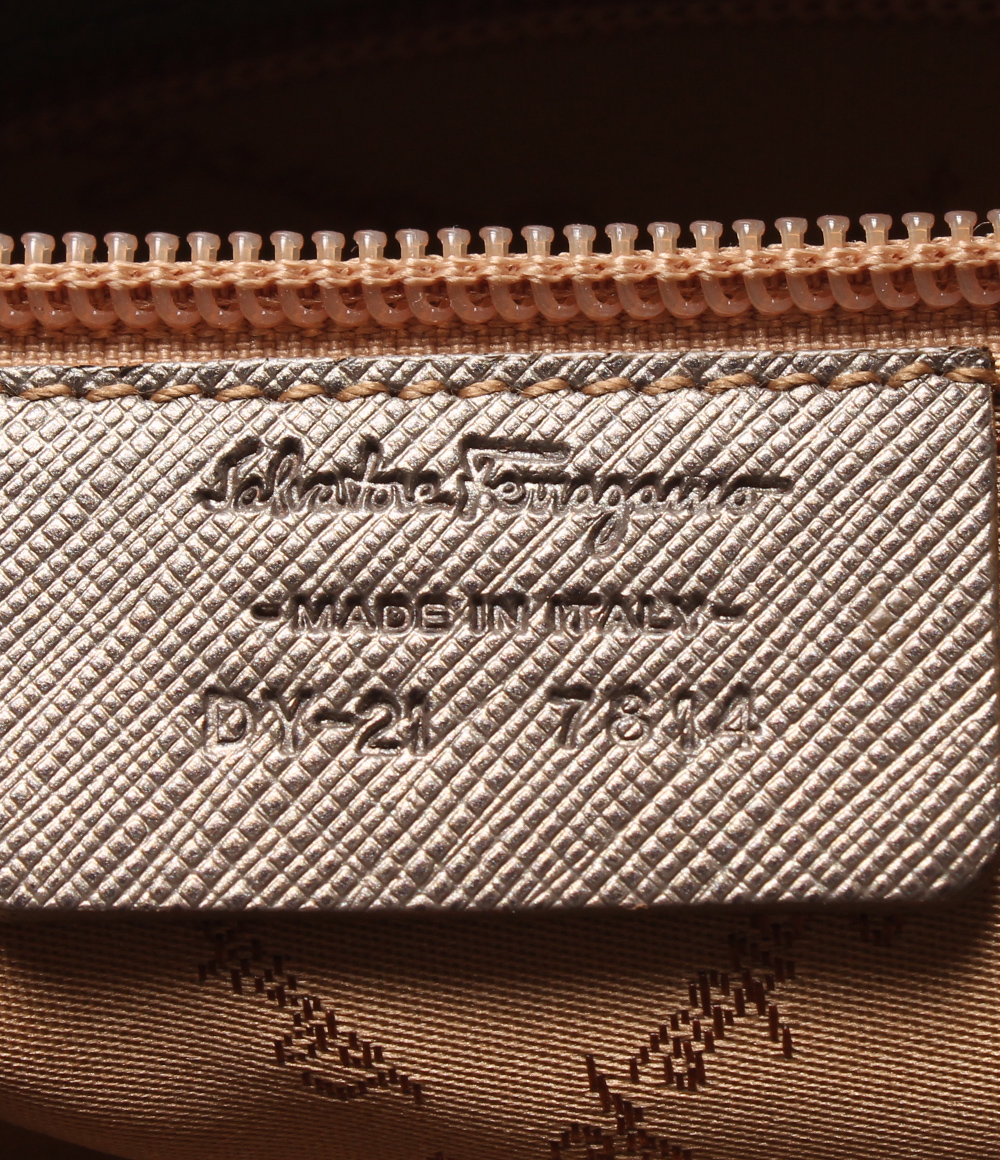 Salvatore Ferragamo
-MADE IN ITALY-
DY-21 7814